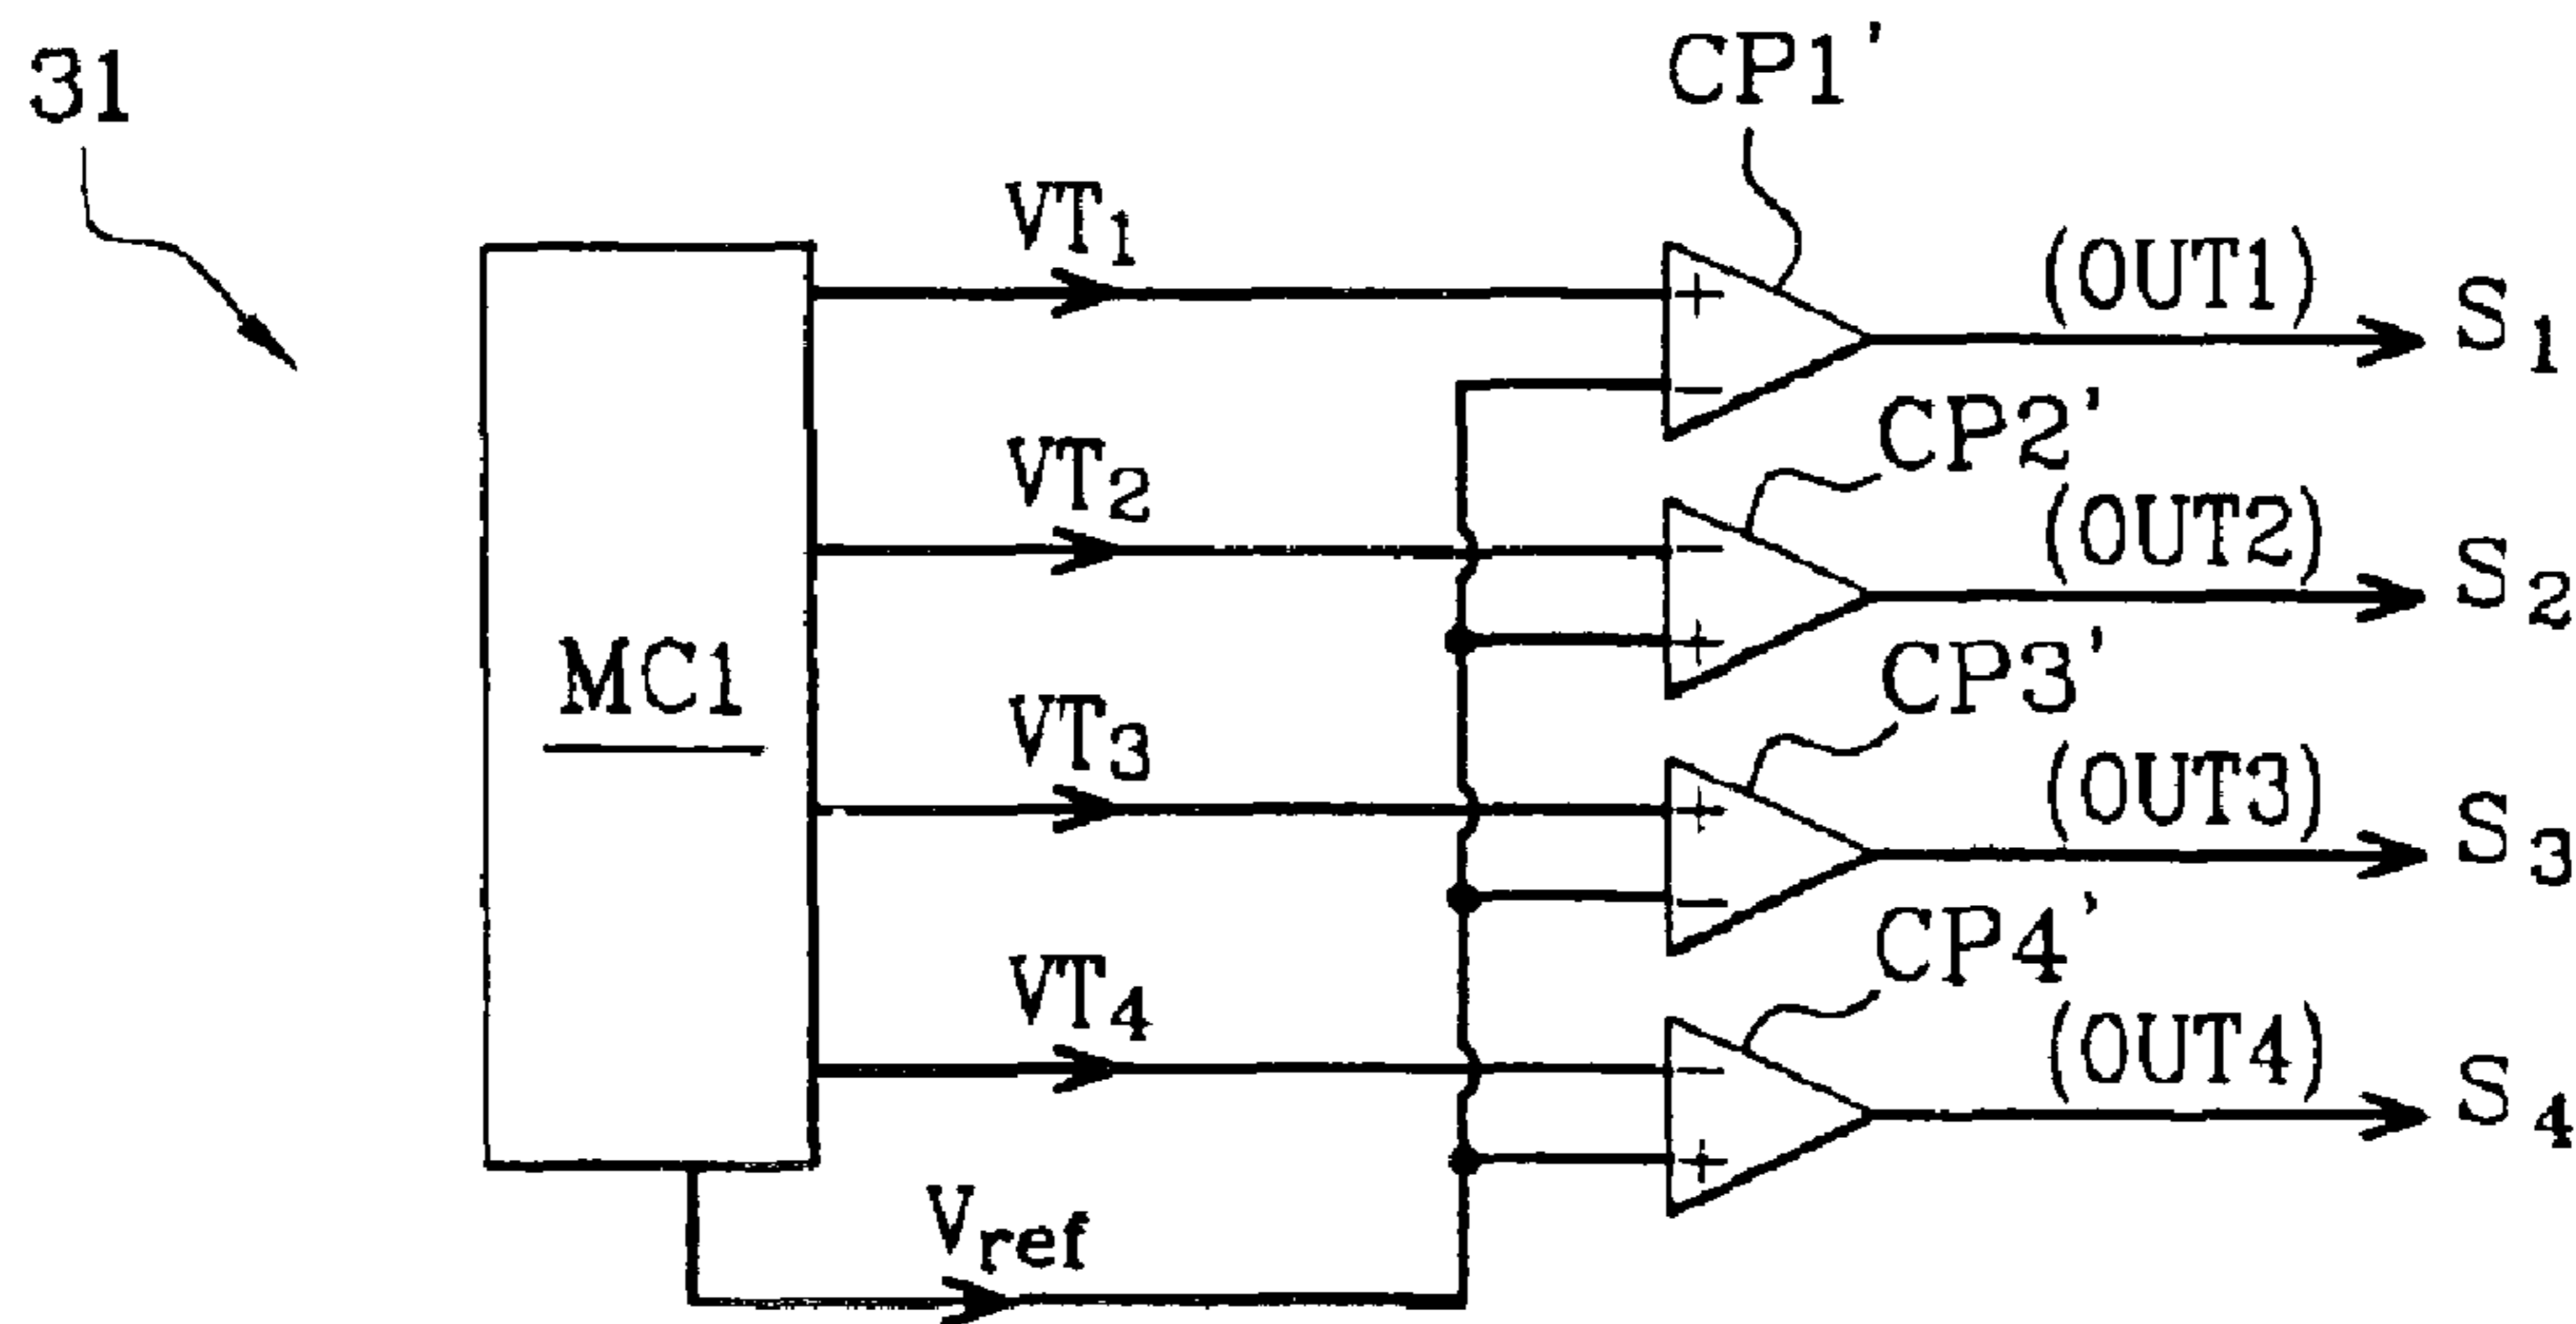 31
CP1'
VT1
(OUT1)
S1
+
−
CP2'
VT2
(OUT2)
S2
−
+
MC1
CP3'
VT3
(OUT3)
S3
+
−
CP4'
VT4
(OUT4)
S4
−
+
Vref